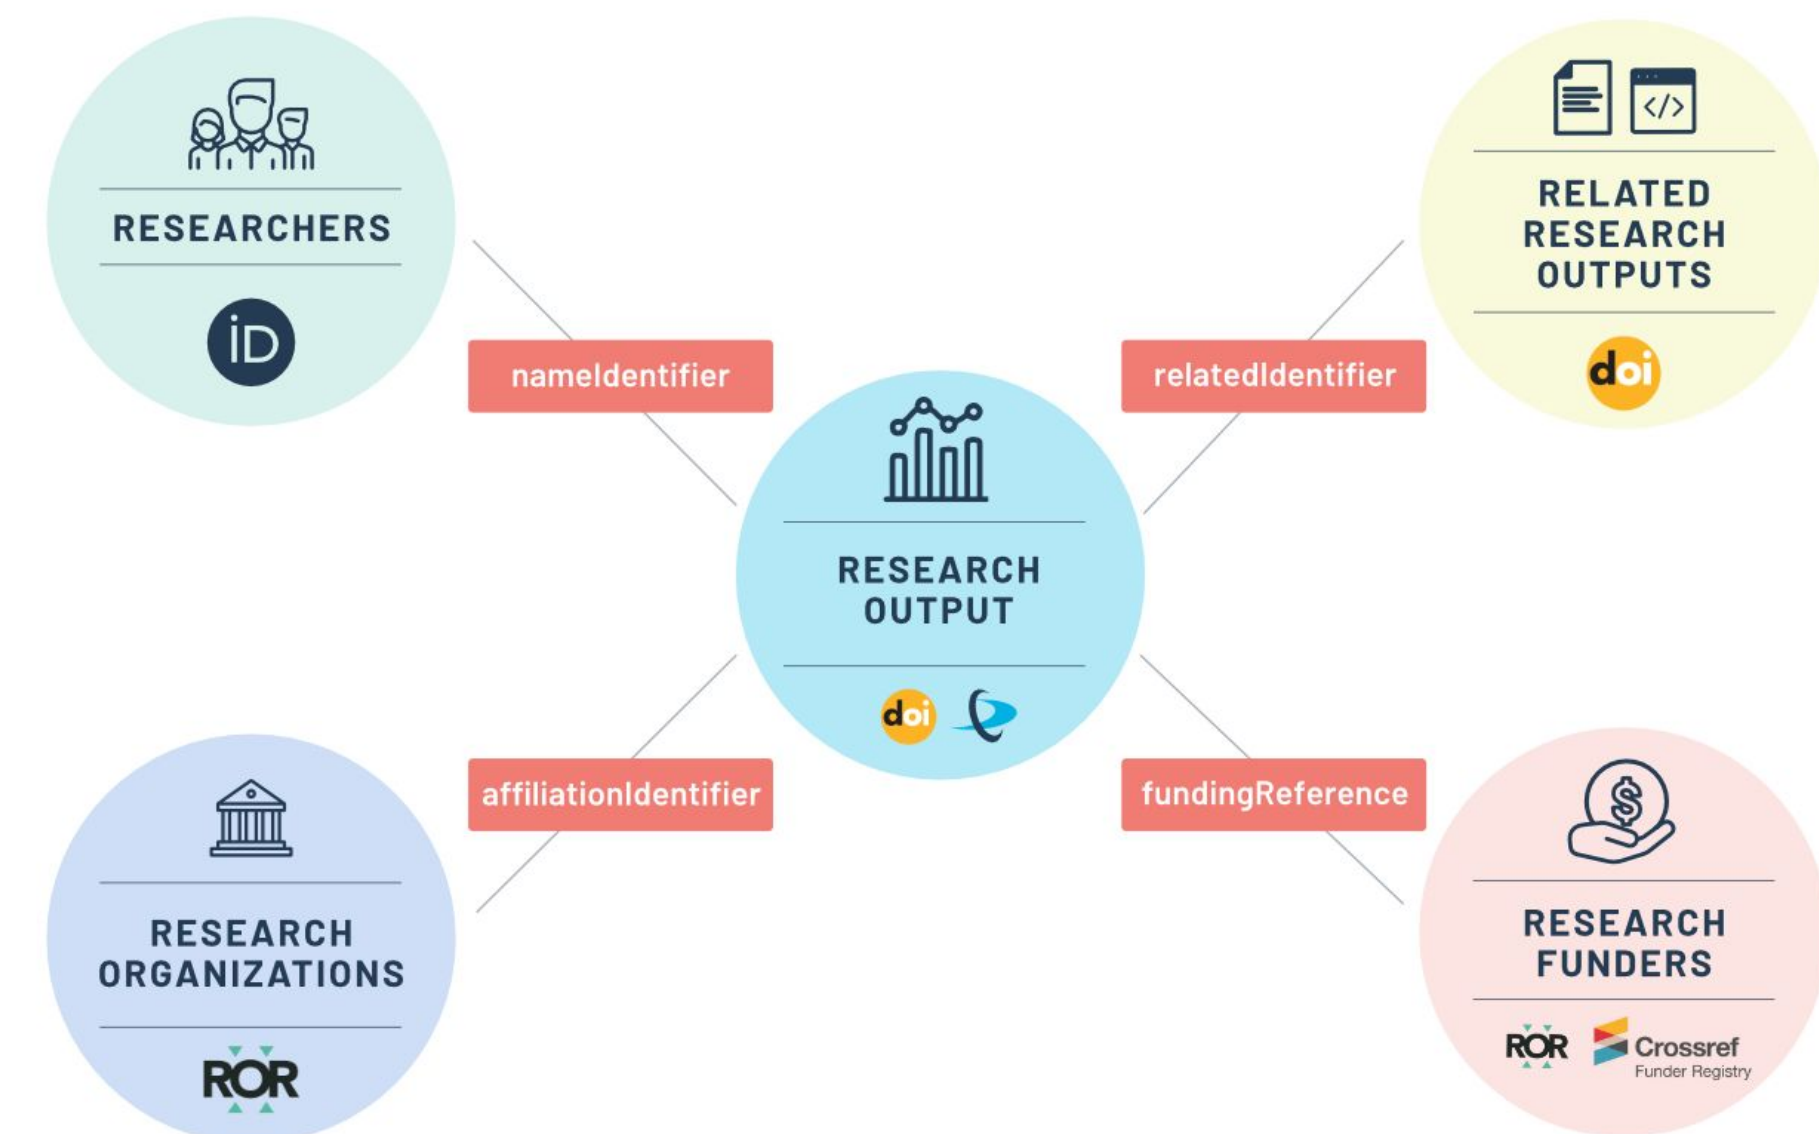 RESEARCHERS
iD
nameIdentifier
</>
RELATED
RESEARCH
OUTPUTS
doi
relatedIdentifier
RESEARCH
OUTPUT
doi
affiliationIdentifier
RESEARCH
ORGANIZATIONS
ROR
fundingReference
$
RESEARCH
FUNDERS
ROR
Crossref
Funder Registry